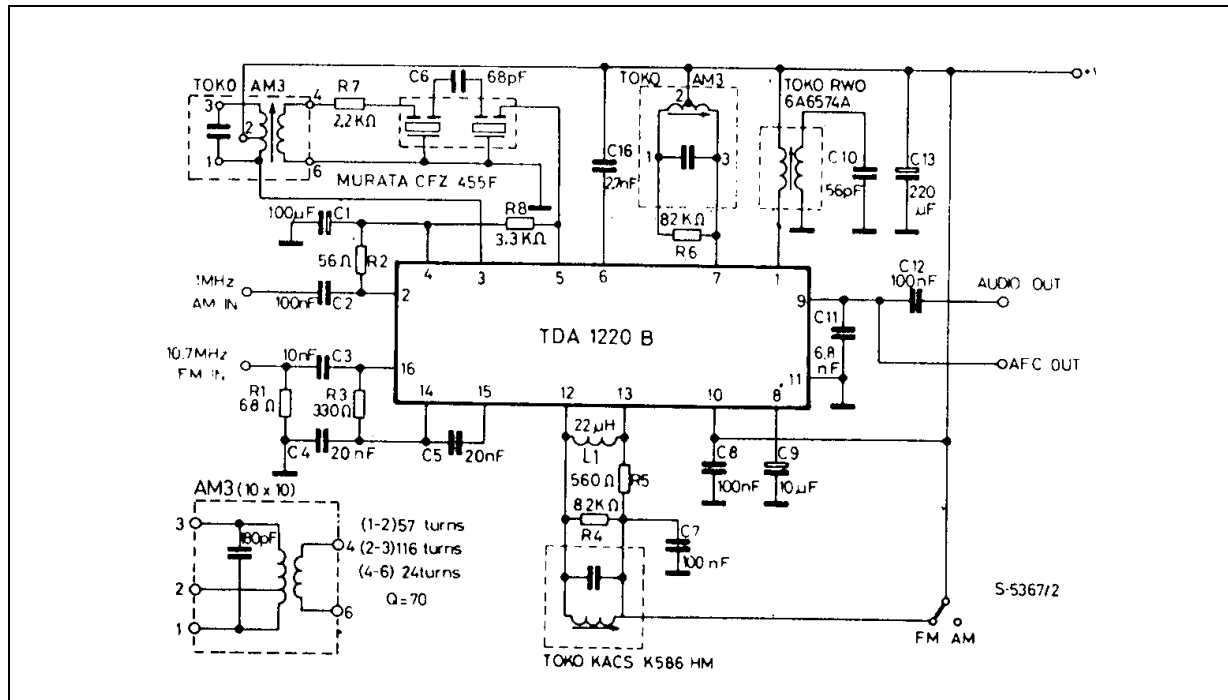 C6
68pF
+V
TOKO AM3
R7
TOKO AM3
TOKO RWO
6A6574A
3
4
2
2
2,2KΩ
C16
1
3
C10
C13
1
6
MURATA CFZ 455F
2,7nF
56pF
220
μF
100μF
C1
R8
3.3KΩ
82KΩ
R6
56Ω
R2
4
3
5
6
7
1
C12
100nF
1MHz
AM IN
100nF
C2
2
9
AUDIO OUT
C11
TDA 1220 B
6,8
nF
AFC OUT
10.7MHz
FM IN
10nF
C3
16
11
R1
68Ω
R3
330Ω
14
15
12
13
10
8
22μH
L1
C4
20nF
C5
20nF
560Ω
R5
C8
100nF
C9
10μF
8.2KΩ
R4
C7
100nF
AM3 (10 x 10)
3
180pF
(1-2) 57 turns
4
(2-3) 116 turns
(4-6) 24 turns
2
Q=70
6
1
S-5367/2
FM AM
TOKO KACS K586 HM